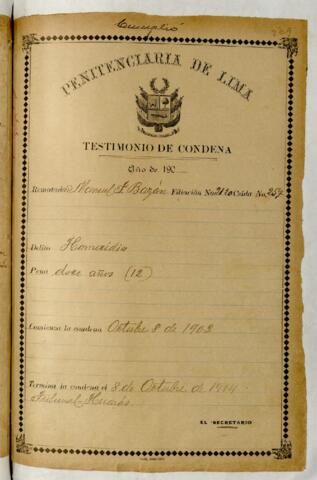 Cumplió
PENITENCIARIA DE LIMA
TESTIMONIO DE CONDENA
Año de 190
Rematado Manuel F. Bazán Filiación No. Celda No. 257
Delito Homicidio
Pena doce años (12)
Comienza la condena Octubre 8 de 1902
Termina la condena el 8 de Octubre de 1914
Tribunal Huarás
EL SECRETARIO